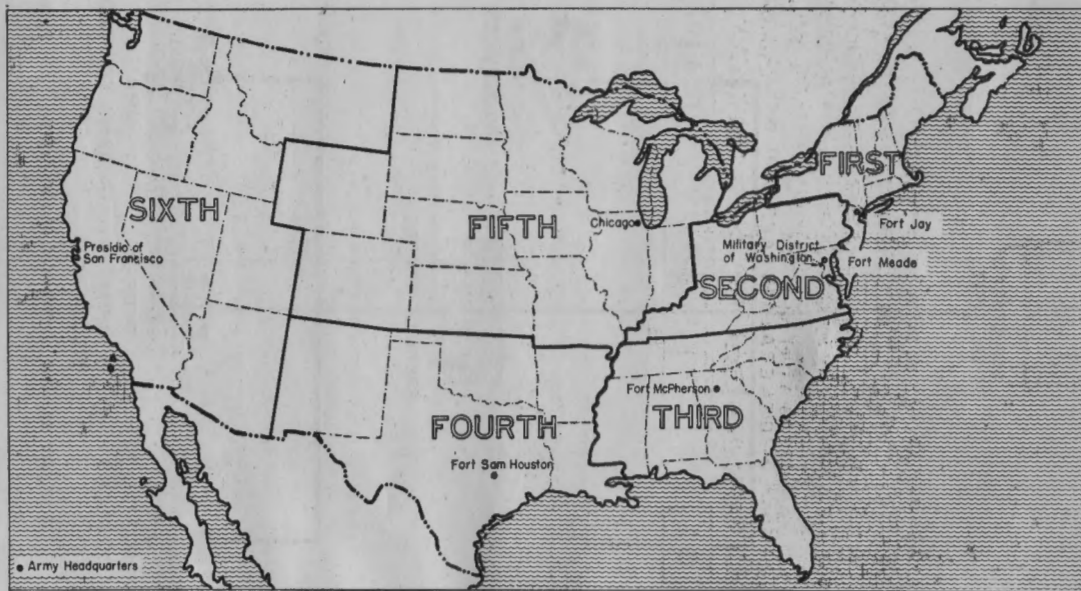 FIRST
SIXTH
FIFTH
Chicago
Fort Jay
Presidio of
San Francisco
Military District
of Washington
Fort Meade
SECOND
Fort McPherson
THIRD
FOURTH
Fort Sam Houston
Army Headquarters